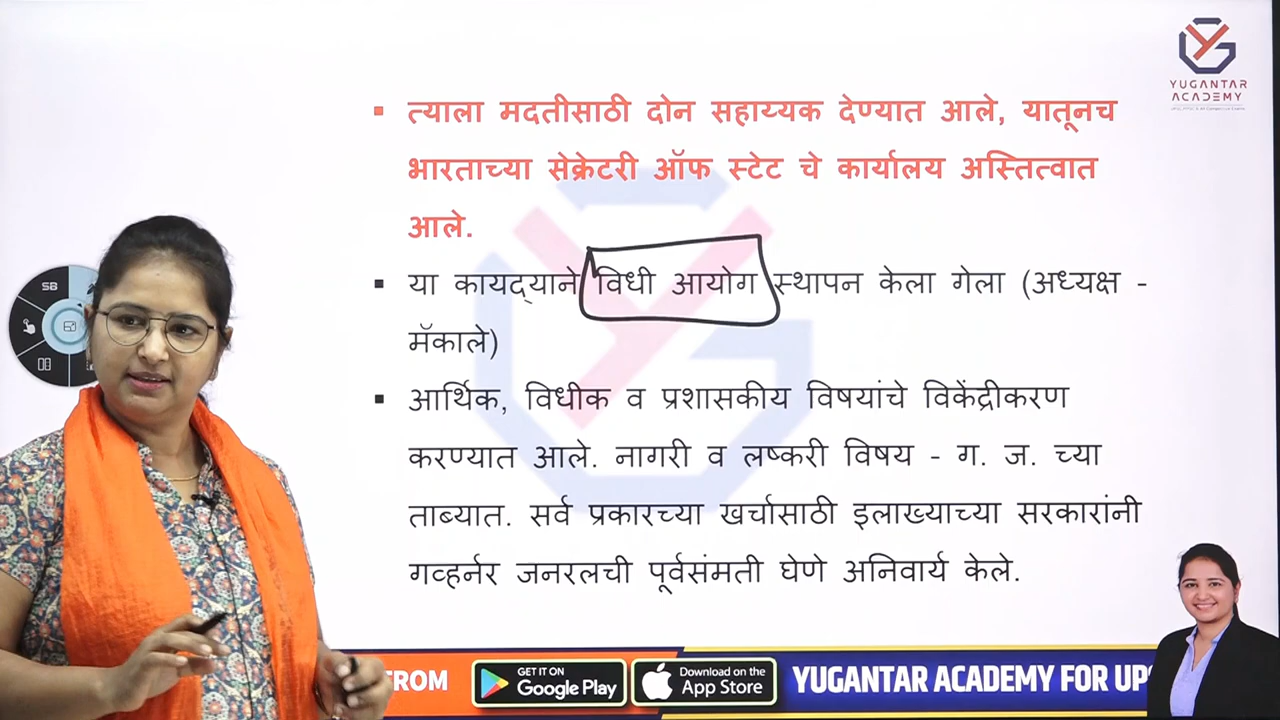 YUGANTAR
ACADEMY
▪ त्याला मदतीसाठी दोन सहाय्यक देण्यात आले, यातूनच
भारताच्या सेक्रेटरी ऑफ स्टेट चे कार्यालय अस्तित्वात
आले.
▪ या कायद्याने विधी आयोग स्थापन केला गेला (अध्यक्ष -
मॅकाले)
▪ आर्थिक, विधीक व प्रशासकीय विषयांचे विकेंद्रीकरण
करण्यात आले. नागरी व लष्करी विषय - ग. ज. च्या
ताब्यात. सर्व प्रकारच्या खर्चासाठी इलाख्याच्या सरकारांनी
गव्हर्नर जनरलची पूर्वसंमती घेणे अनिवार्य केले.
SB
FROM
GET IT ON
Google Play
Download on the
App Store
YUGANTAR ACADEMY FOR UPS